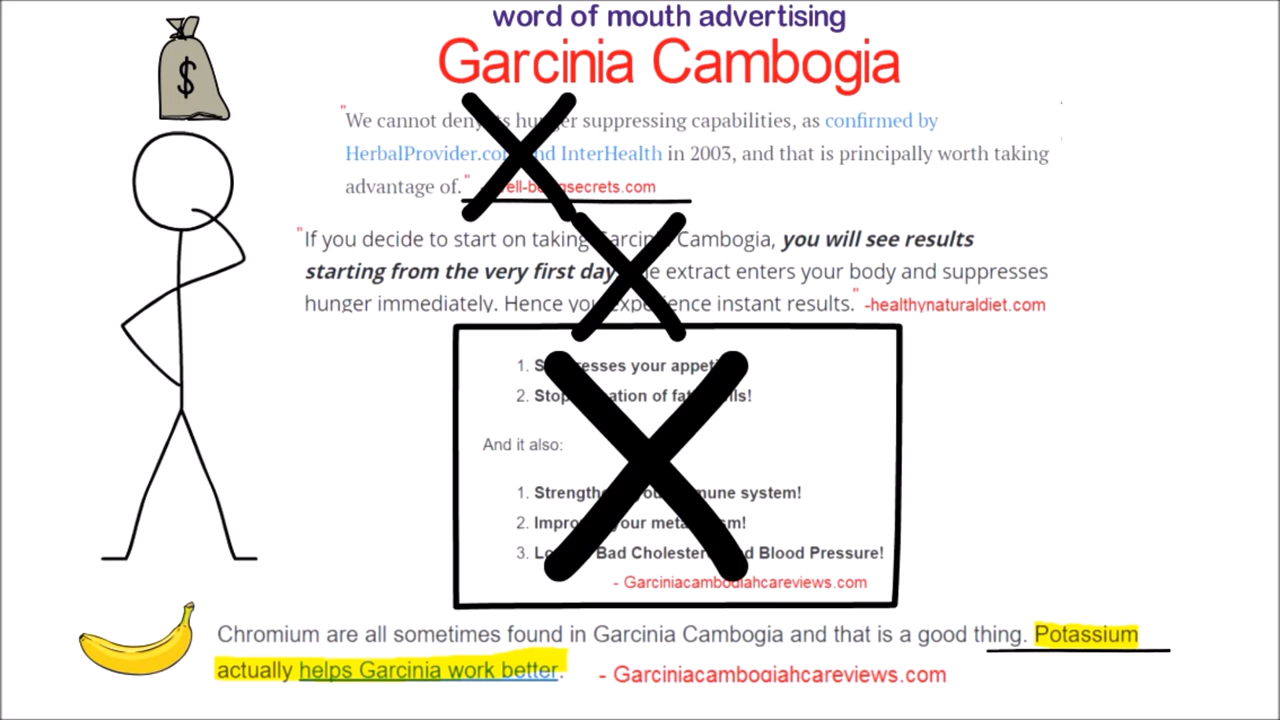 word of mouth advertising
$
Garcinia Cambogia
"We cannot deny its hunger suppressing capabilities, as confirmed by
HerbalProvider.com and InterHealth in 2003, and that is principally worth taking
advantage of." - well-beingsecrets.com
"If you decide to start on taking Garcinia Cambogia, you will see results
starting from the very first day. The extract enters your body and suppresses
hunger immediately. Hence you experience instant results." -healthynaturaldiet.com
1. Suppresses your appetite!
2. of fat cells!
And it also:
1. Strengthens your immune system!
2. Improves your metabolism!
3. Bad Cholesterol and Blood Pressure!
- Garciniacambogiahcareviews.com
Chromium are all sometimes found in Garcinia Cambogia and that is a good thing. Potassium
actually helps Garcinia work better. - Garciniacambogiahcareviews.com